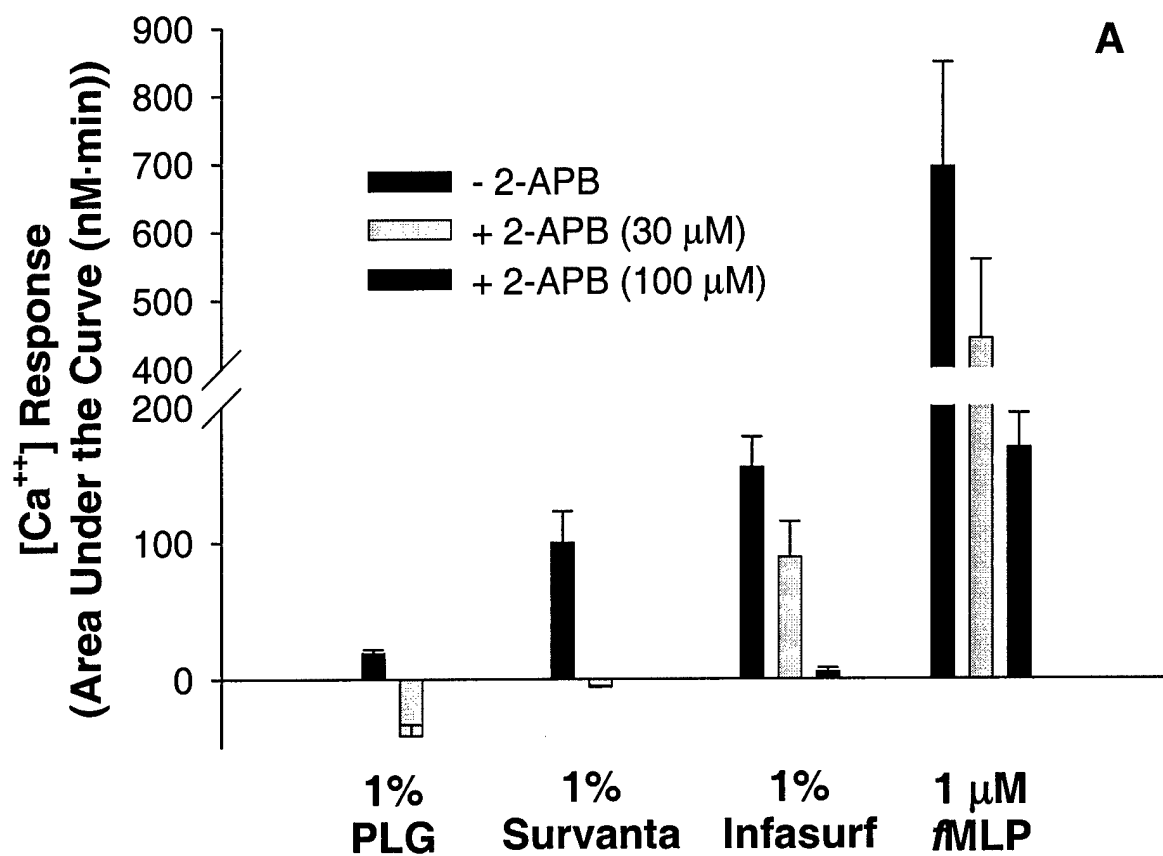 A
[Ca++] Response
(Area Under the Curve (nM·min))
900
800
700
600
500
400
200
100
0
- 2-APB
+ 2-APB (30 μM)
+ 2-APB (100 μM)
1%
PLG
1%
Survanta
1%
Infasurf
1 μM
fMLP